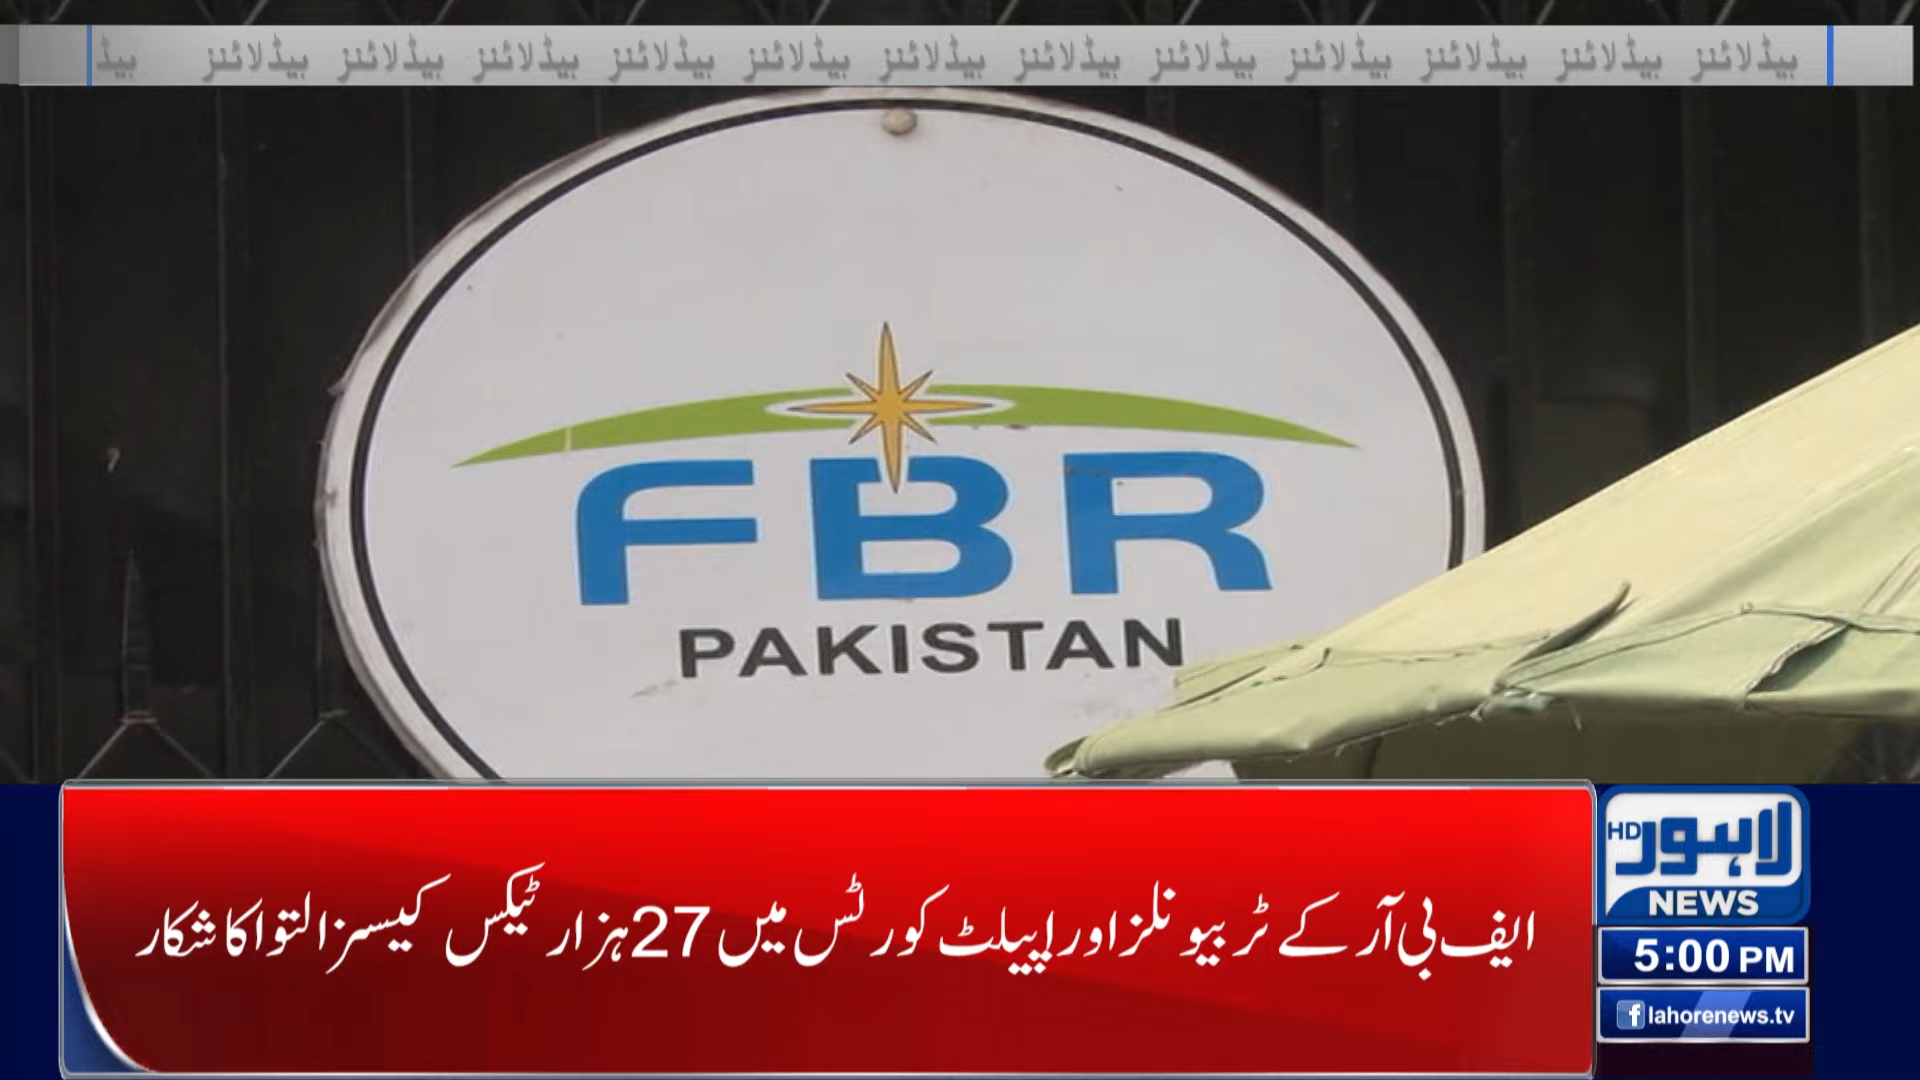 ہیڈلائنز ہیڈلائنز ہیڈلائنز ہیڈلائنز ہیڈلائنز ہیڈلائنز ہیڈلائنز ہیڈلائنز ہیڈلائنز ہیڈلائنز ہیڈلائنز ہیڈلائنز ہیڈ
FBR
PAKISTAN
ایف بی آر کے ٹربیونلز اور اپیلٹ کورٹس میں 27 ہزار ٹیکس کیسز التوا کا شکار
لاہور HD
NEWS
5:00 PM
lahorenews.tv